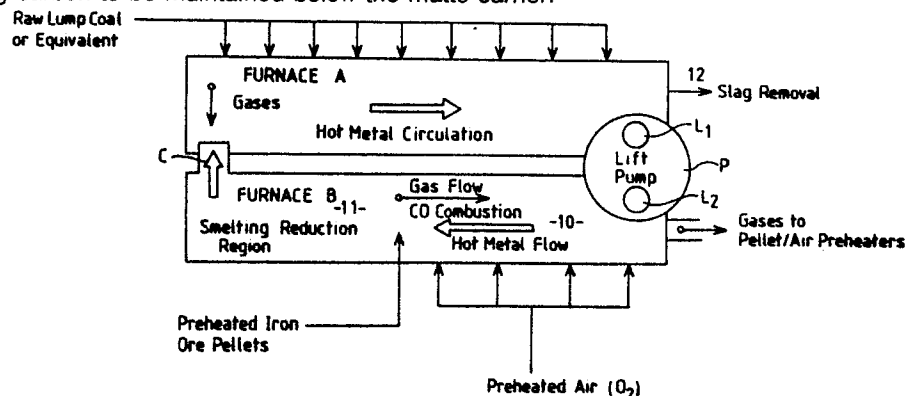 Raw Lump Coal
or Equivalent
FURNACE A
Gases
12
Slag Removal
Hot Metal Circulation
L1
Lift
Pump
P
C
L2
FURNACE B
Gas Flow
-11-
CO Combustion
-10-
Smelting Reduction
Region
Hot Metal Flow
Gases to
Pellet/Air Preheaters
Preheated Iron
Ore Pellets
Preheated Air (O2)